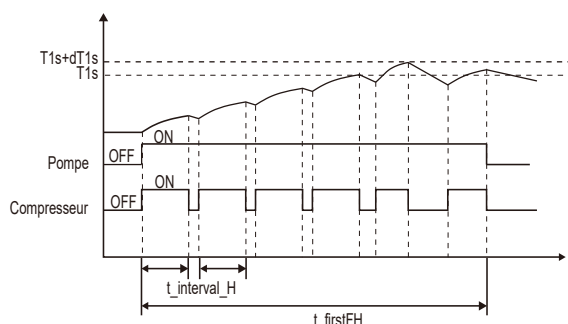 T1s+dT1s
T1s
ON
Pompe OFF
ON
Compresseur OFF
t_interval_H
t_firstFH